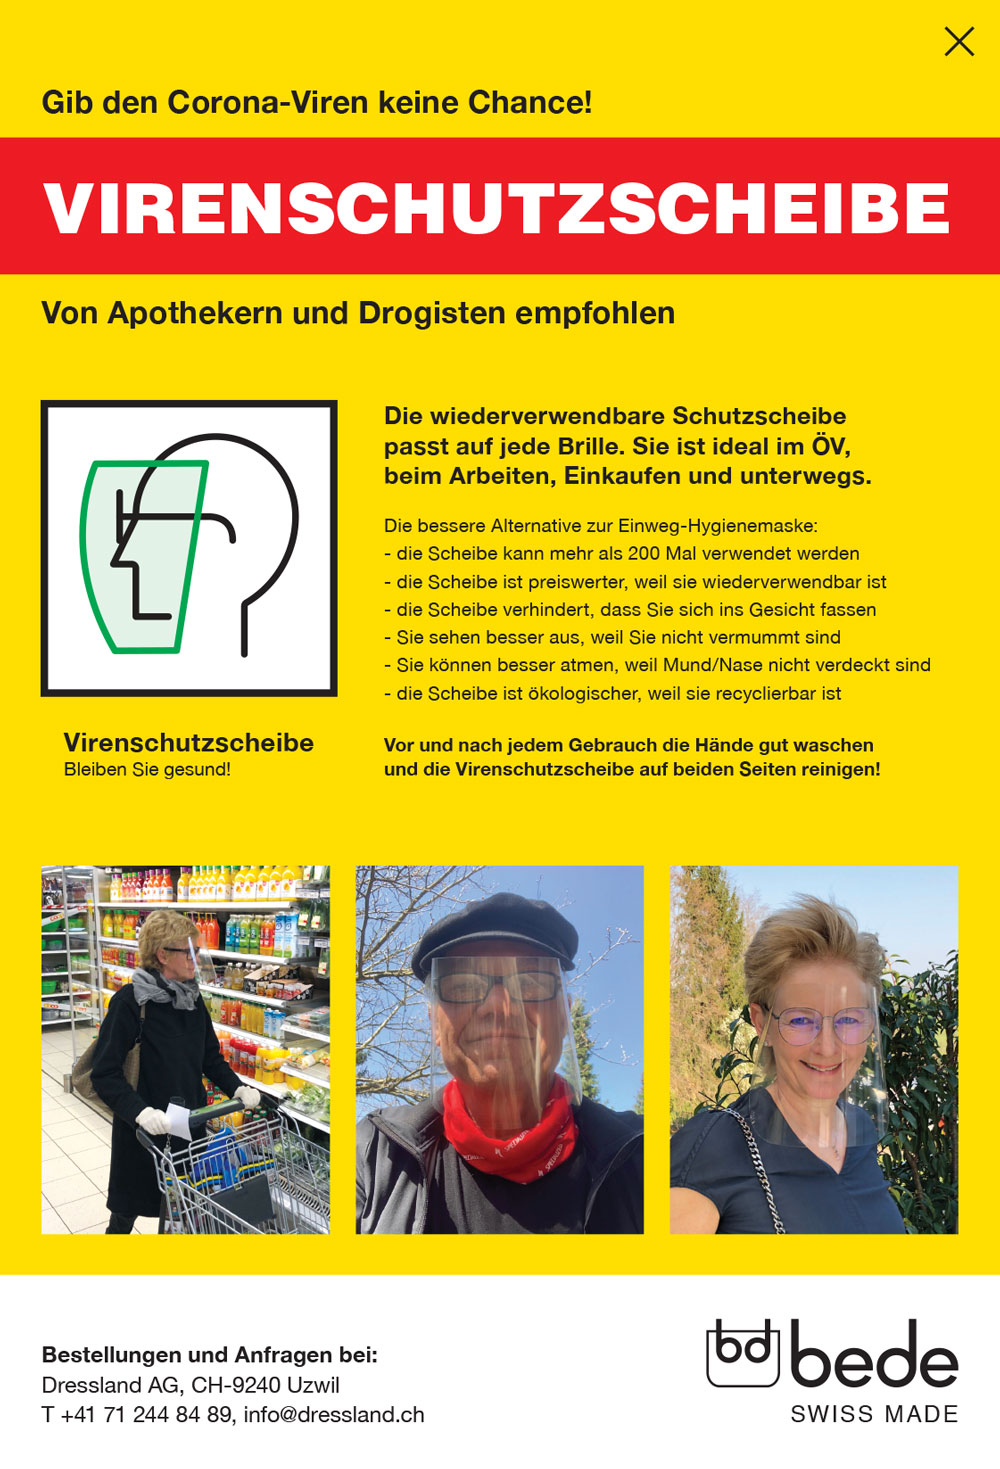 Gib den Corona-Viren keine Chance!
VIRENSCHUTZSCHEIBE
Von Apothekern und Drogisten empfohlen
Die wiederverwendbare Schutzscheibe
passt auf jede Brille. Sie ist ideal im ÖV,
beim Arbeiten, Einkaufen und unterwegs.
Die bessere Alternative zur Einweg-Hygienemaske:
- die Scheibe kann mehr als 200 Mal verwendet werden
- die Scheibe ist preiswerter, weil sie wiederverwendbar ist
- die Scheibe verhindert, dass Sie sich ins Gesicht fassen
- Sie sehen besser aus, weil Sie nicht vermummt sind
- Sie können besser atmen, weil Mund/Nase nicht verdeckt sind
- die Scheibe ist ökologischer, weil sie recyclierbar ist
Virenschutzscheibe
Bleiben Sie gesund!
Vor und nach jedem Gebrauch die Hände gut waschen
und die Virenschutzscheibe auf beiden Seiten reinigen!
Bestellungen und Anfragen bei:
Dressland AG, CH-9240 Uzwil
T +41 71 244 84 89, info@dressland.ch
bd bede
SWISS MADE